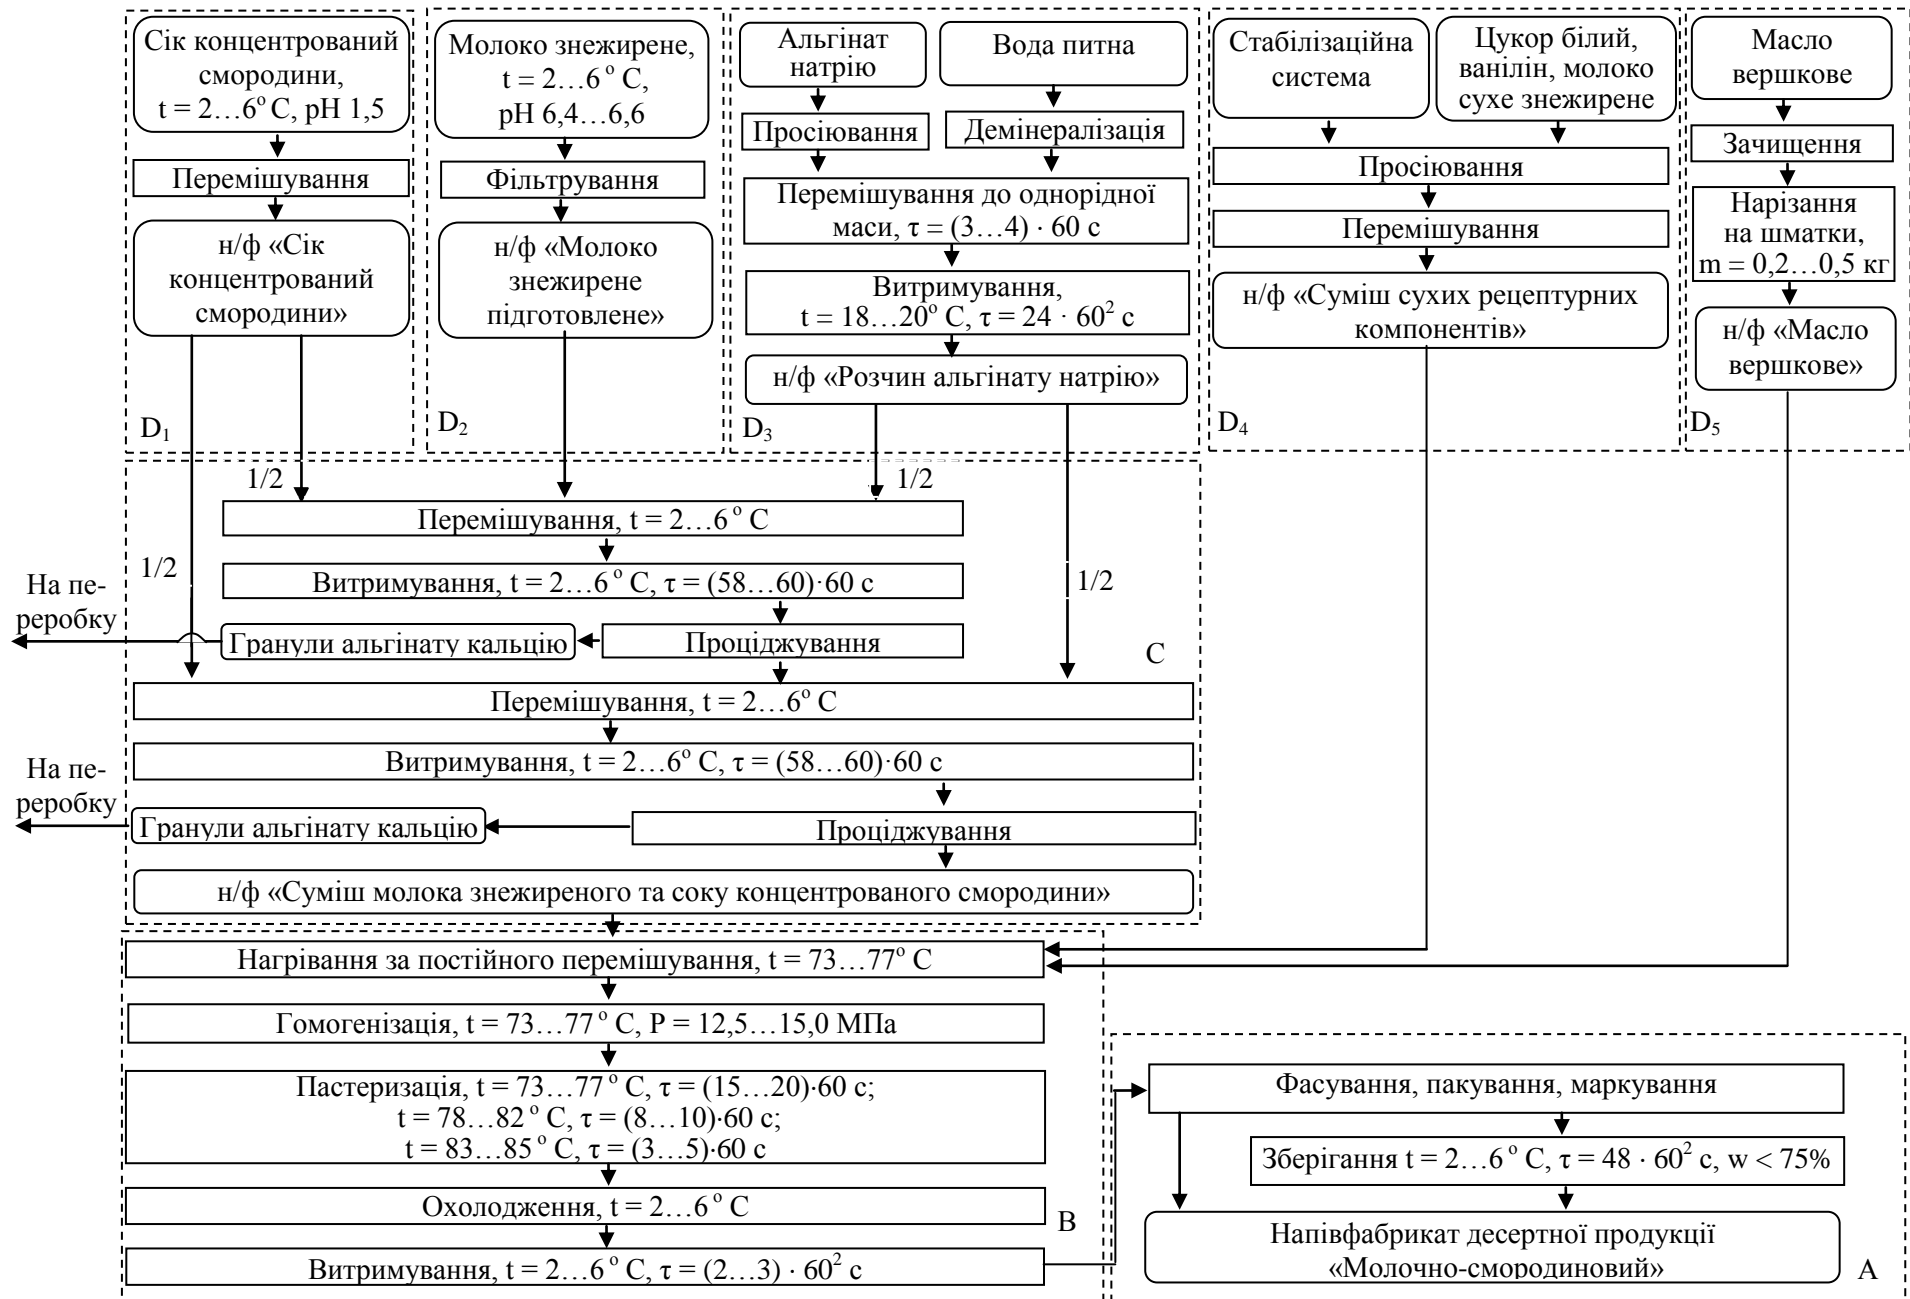 Сік концентрований
смородини,
t = 2…6° С, рН 1,5
Перемішування
н/ф «Сік
концентрований
смородини»
D₁
Молоко знежирене,
t = 2…6 ° С,
рН 6,4…6,6
Фільтрування
н/ф «Молоко
знежирене
підготовлене»
D₂
Альгінат
натрію
Вода питна
Просіювання
Демінералізація
Перемішування до однорідної
маси, τ = (3…4) · 60 с
Витримування,
t = 18…20° С, τ = 24 · 60² с
н/ф «Розчин альгінату натрію»
D₃
Стабілізаційна
система
Цукор білий,
ванілін, молоко
сухе знежирене
Просіювання
Перемішування
н/ф «Суміш сухих рецептурних
компонентів»
D₄
Масло
вершкове
Зачищення
Нарізання
на шматки,
m = 0,2…0,5 кг
н/ф «Масло
вершкове»
D₅
1/2
1/2
Перемішування, t = 2…6 ° С
1/2
Витримування, t = 2…6 ° С, τ = (58…60)·60 с
1/2
На пе-
реробку
Гранули альгінату кальцію
Проціджування
С
Перемішування, t = 2…6° С
Витримування, t = 2…6° С, τ = (58…60)·60 с
На пе-
реробку
Гранули альгінату кальцію
Проціджування
н/ф «Суміш молока знежиреного та соку концентрованого смородини»
Нагрівання за постійного перемішування, t = 73…77° С
Гомогенізація, t = 73…77 ° С, Р = 12,5…15,0 МПа
Пастеризація, t = 73…77 ° С, τ = (15…20)·60 с;
t = 78…82 ° С, τ = (8…10)·60 с;
t = 83…85 ° С, τ = (3…5)·60 с
Охолодження, t = 2…6 ° С
В
Витримування, t = 2…6 ° С, τ = (2…3) · 60² с
Фасування, пакування, маркування
Зберігання t = 2…6 ° С, τ = 48 · 60² с, w < 75%
Напівфабрикат десертної продукції
«Молочно-смородиновий»
А